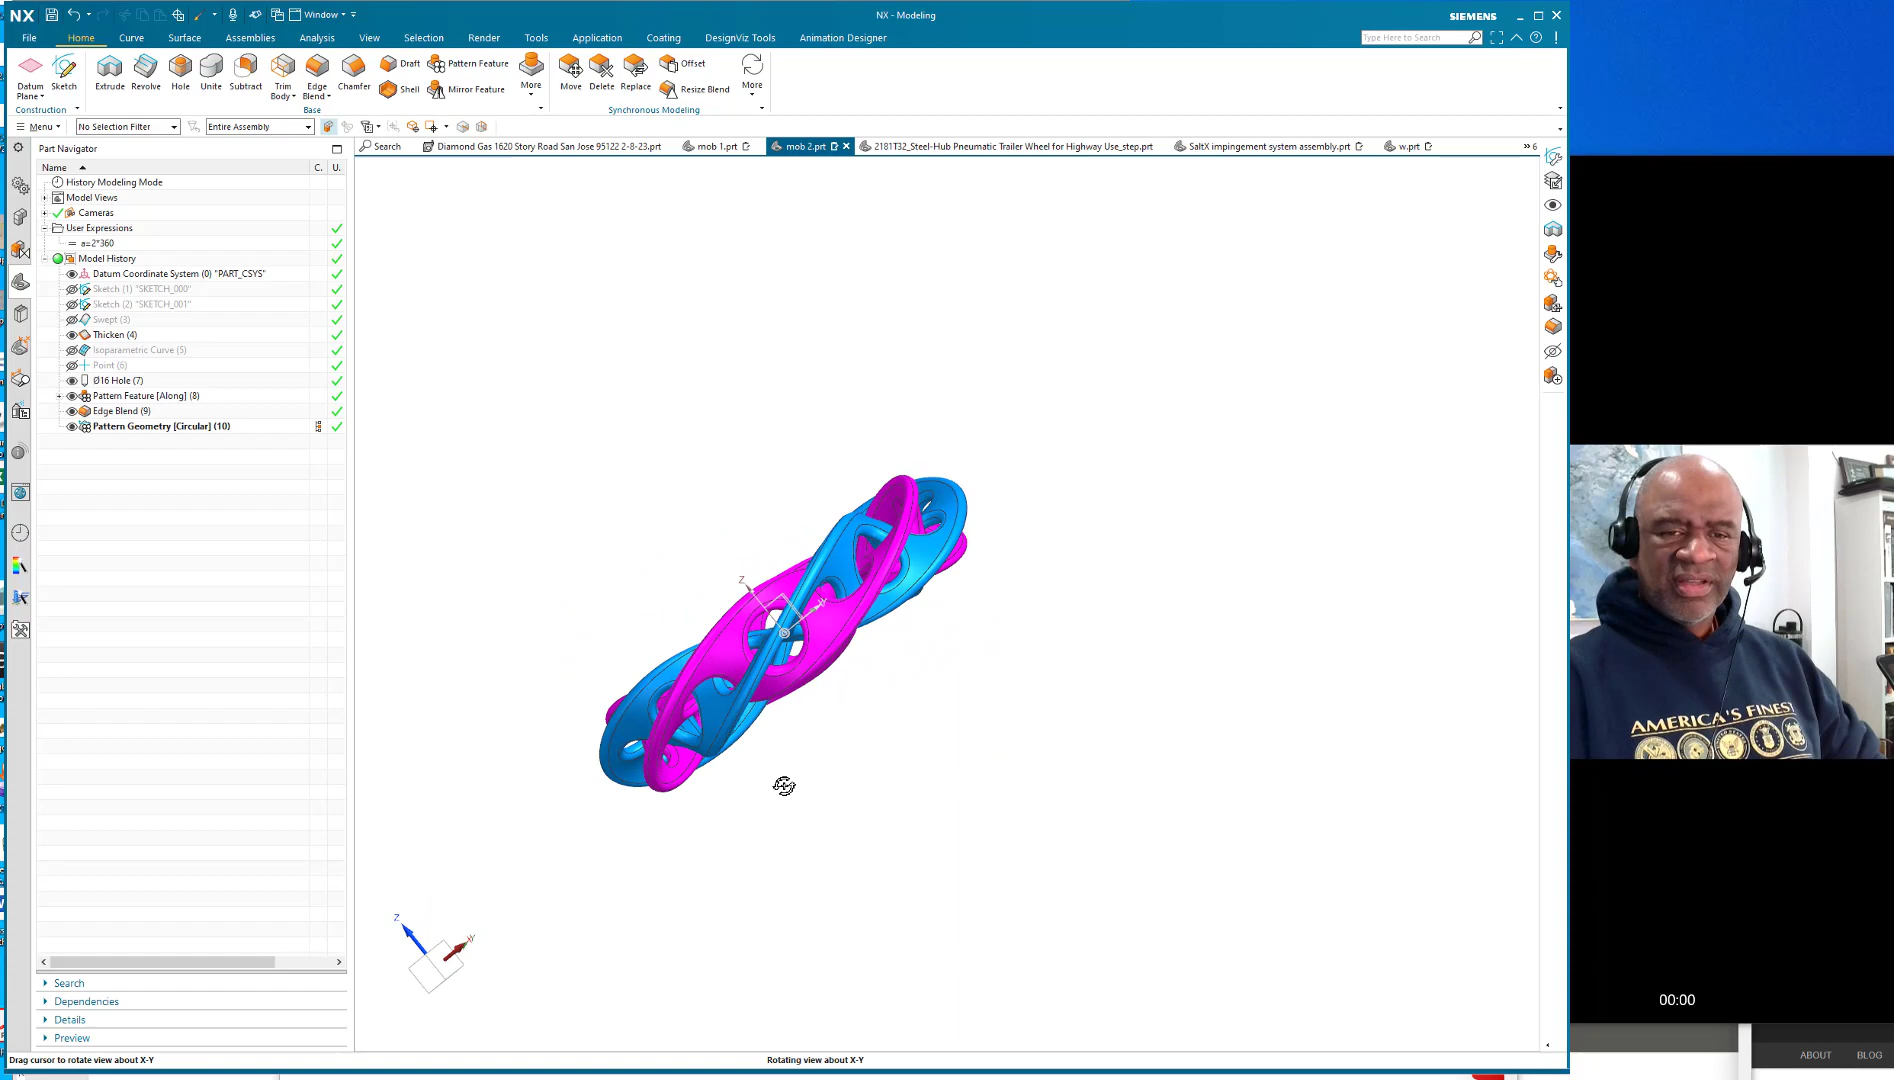 NX
Window
NX - Modeling
SIEMENS
File
Home
Curve
Surface
Assemblies
Analysis
View
Selection
Render
Tools
Application
Coating
DesignViz Tools
Animation Designer
Type Here to Search
Datum Plane
Sketch
Extrude
Revolve
Hole
Unite
Subtract
Trim Body
Edge Blend
Chamfer
Draft
Shell
Pattern Feature
Mirror Feature
More
Move
Delete
Replace
Offset
Resize Blend
More
Construction
Base
Synchronous Modeling
Menu
No Selection Filter
Entire Assembly
Part Navigator
Search
Diamond Gas 1620 Story Road San Jose 95122 2-8-23.prt
mob 1.prt
mob 2.prt
2181T32_Steel-Hub Pneumatic Trailer Wheel for Highway Use_step.prt
SaltX impingement system assembly.prt
w.prt
6
Name
C.
U.
History Modeling Mode
Model Views
Cameras
User Expressions
a=2*360
Model History
Datum Coordinate System (0) "PART_CSYS"
Sketch (1) "SKETCH_000"
Sketch (2) "SKETCH_001"
Swept (3)
Thicken (4)
Isoparametric Curve (5)
Point (6)
Ø16 Hole (7)
Pattern Feature [Along] (8)
Edge Blend (9)
Pattern Geometry [Circular] (10)
Z
Z
Search
Dependencies
Details
Preview
Drag cursor to rotate view about X-Y
Rotating view about X-Y
AMERICA'S FINEST
00:00
ABOUT
BLOG